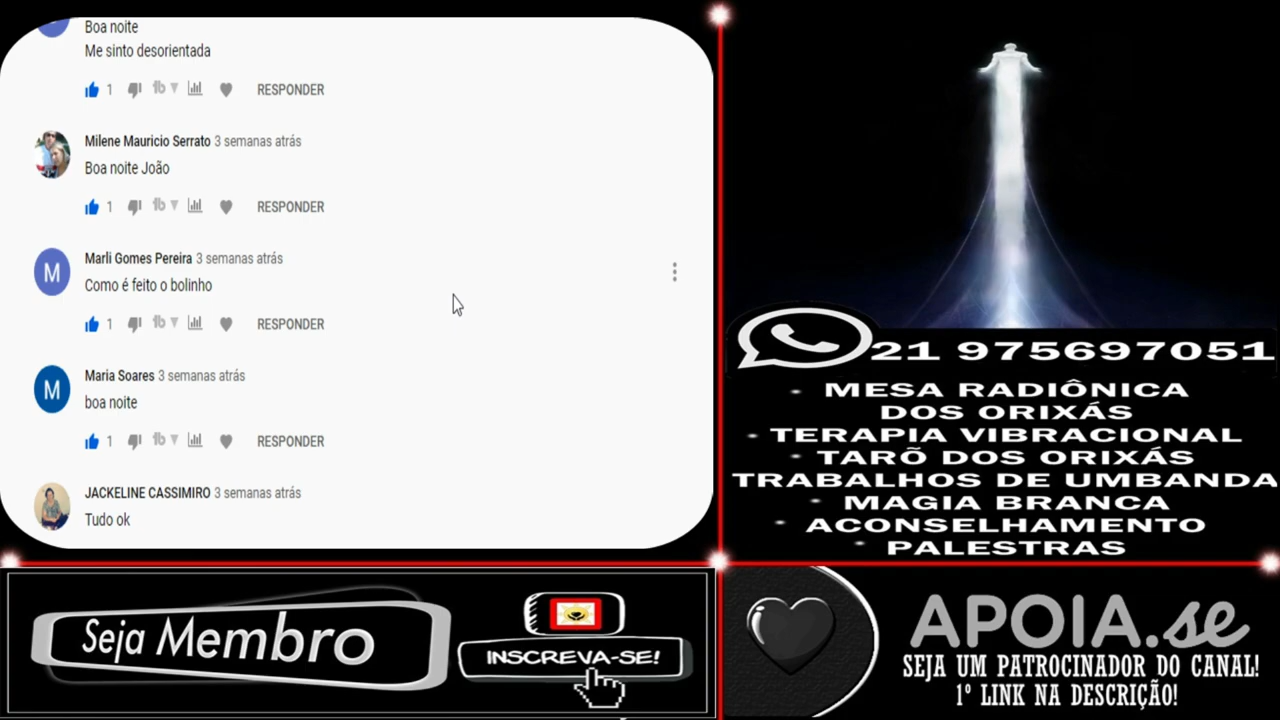 Boa noite
Me sinto desorientada
1 RESPONDER
Milene Mauricio Serrato 3 semanas atrás
Boa noite João
1 RESPONDER
M
Marli Gomes Pereira 3 semanas atrás
Como é feito o bolinho
1 RESPONDER
M
Maria Soares 3 semanas atrás
boa noite
1 RESPONDER
JACKELINE CASSIMIRO 3 semanas atrás
Tudo ok
21 975697051
• MESA RADIÔNICA
DOS ORIXÁS
• TERAPIA VIBRACIONAL
• TARÕ DOS ORIXÁS
TRABALHOS DE UMBANDA
• MAGIA BRANCA
• ACONSELHAMENTO
• PALESTRAS
Seja Membro
INSCREVA-SE!
APOIA.se
SEJA UM PATROCINADOR DO CANAL!
1º LINK NA DESCRIÇÃO!